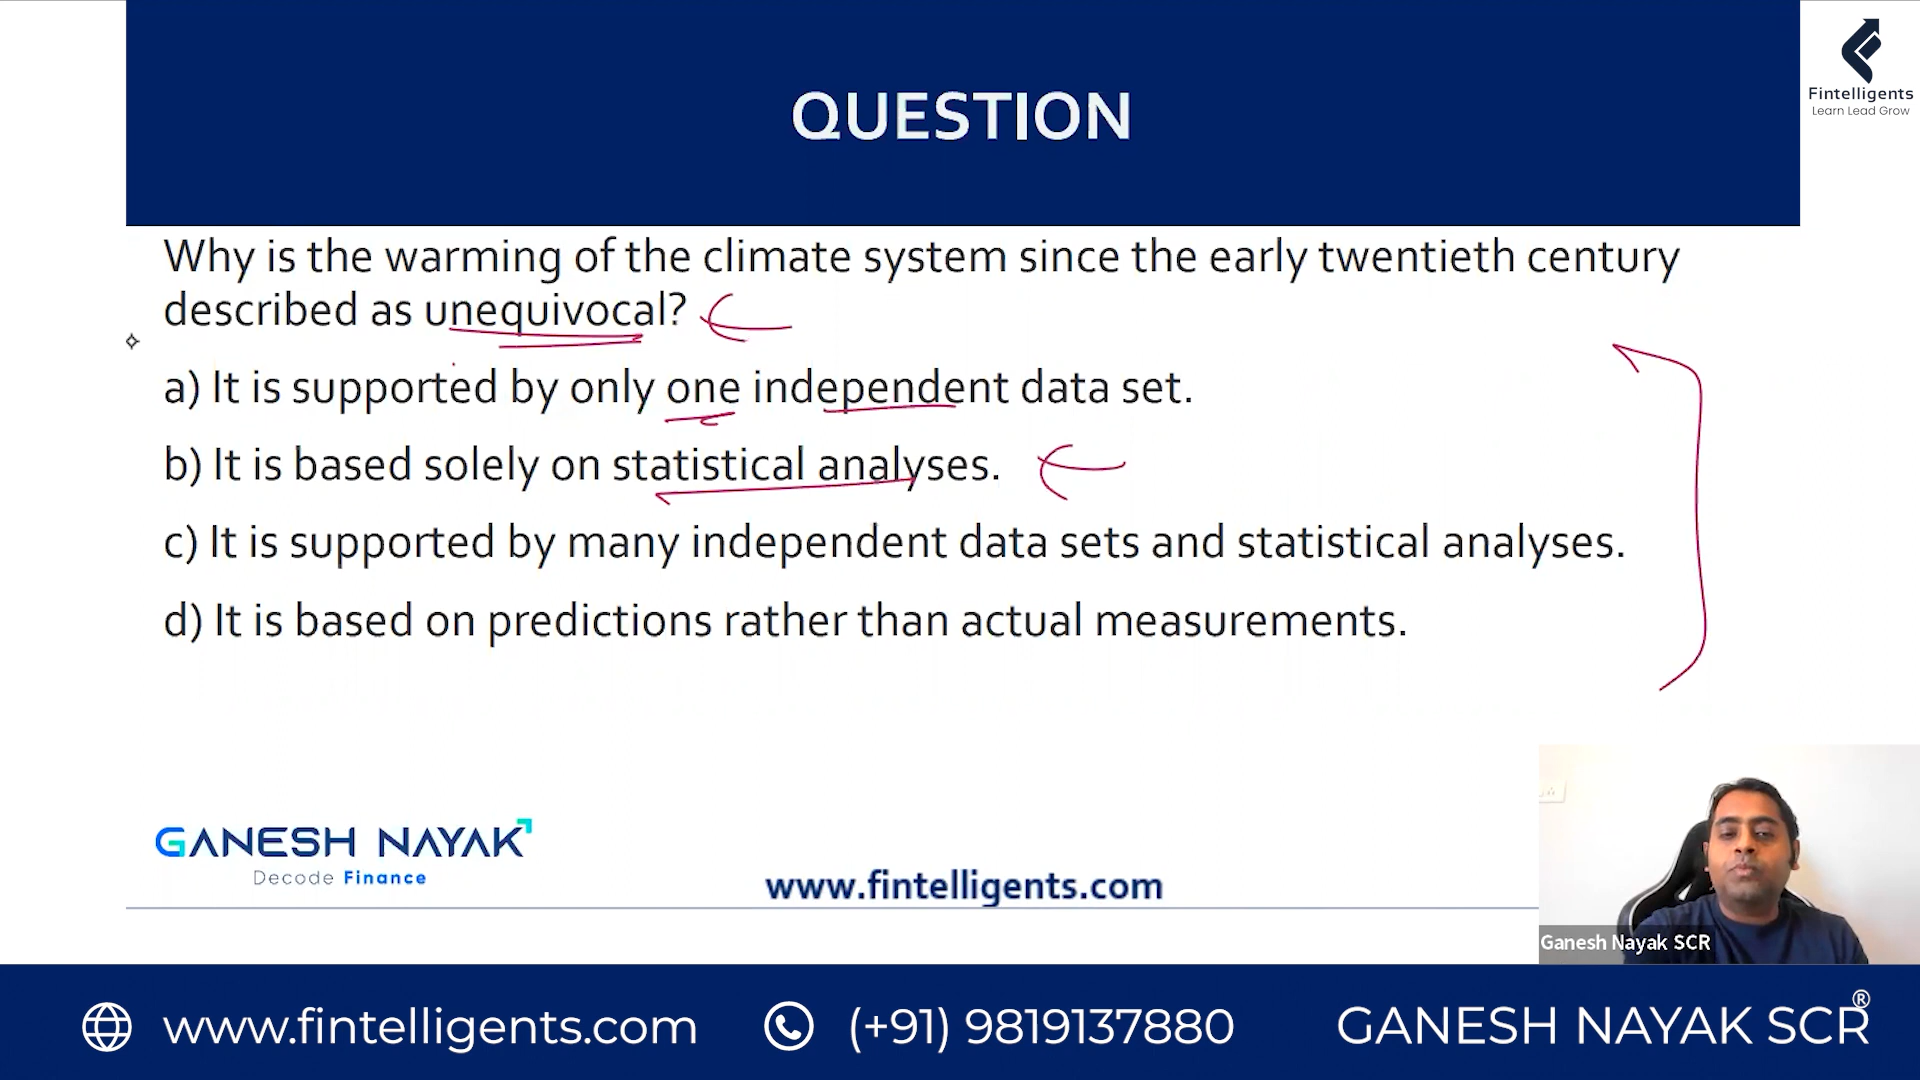 QUESTION
Fintelligents
Learn Lead Grow
Why is the warming of the climate system since the early twentieth century
described as unequivocal?
a) It is supported by only one independent data set.
b) It is based solely on statistical analyses.
c) It is supported by many independent data sets and statistical analyses.
d) It is based on predictions rather than actual measurements.
GANESH NAYAK
Decode Finance
www.fintelligents.com
Ganesh Nayak SCR
www.fintelligents.com
(+91) 9819137880
GANESH NAYAK SCR®